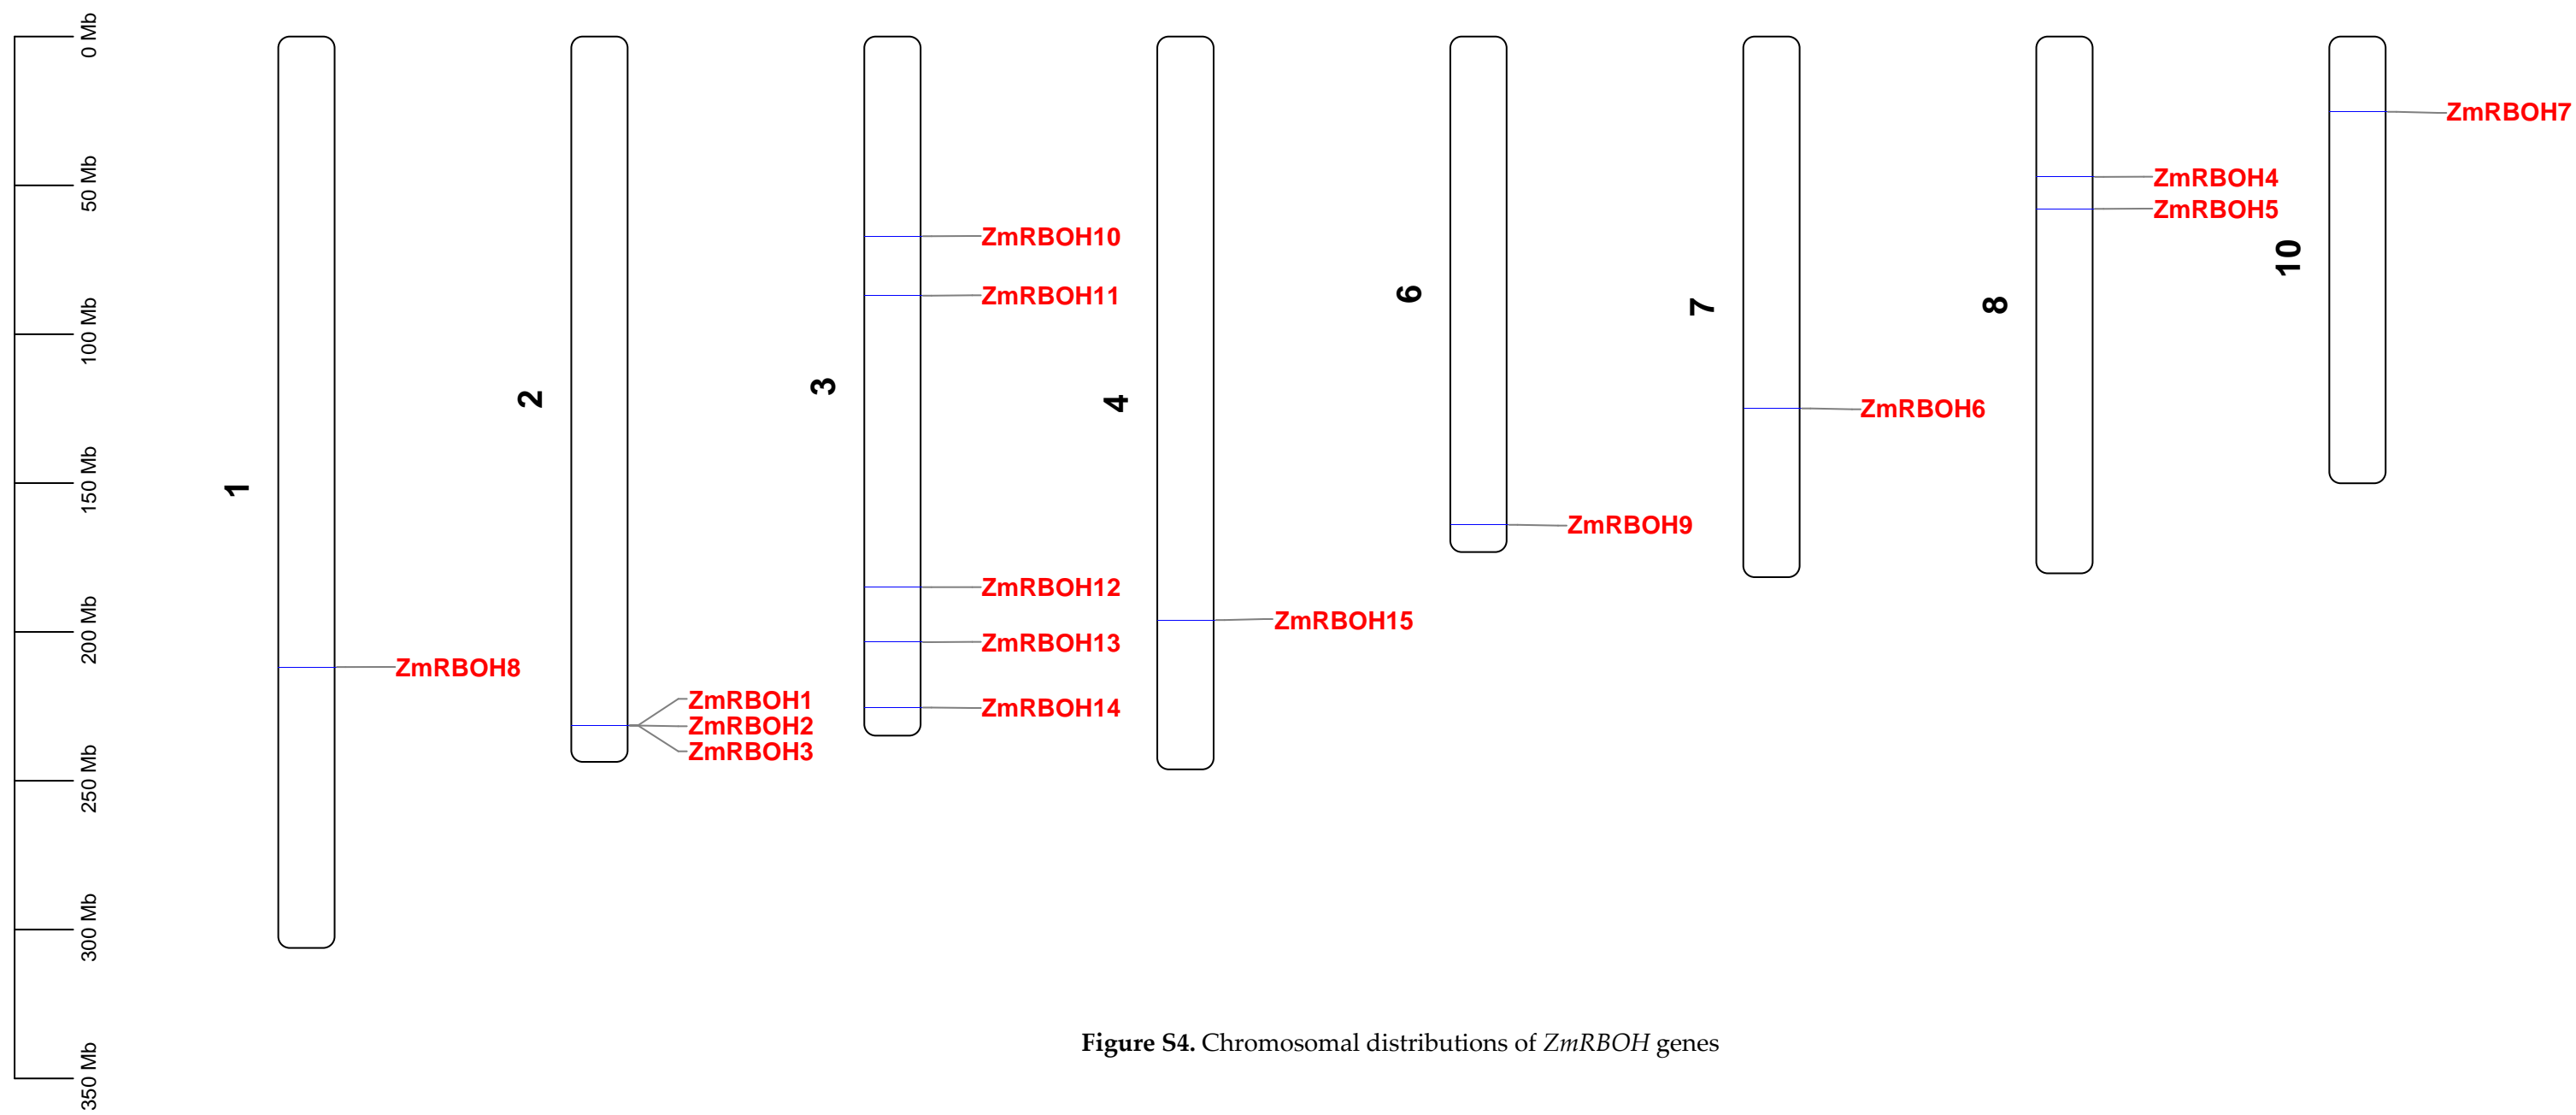 0 Mb
50 Mb
100 Mb
150 Mb
200 Mb
250 Mb
300 Mb
350 Mb
1
ZmRBOH8
2
ZmRBOH1
ZmRBOH2
ZmRBOH3
3
ZmRBOH10
ZmRBOH11
ZmRBOH12
ZmRBOH13
ZmRBOH14
4
ZmRBOH15
6
ZmRBOH9
7
ZmRBOH6
8
ZmRBOH4
ZmRBOH5
10
ZmRBOH7
Figure S4. Chromosomal distributions of ZmRBOH genes